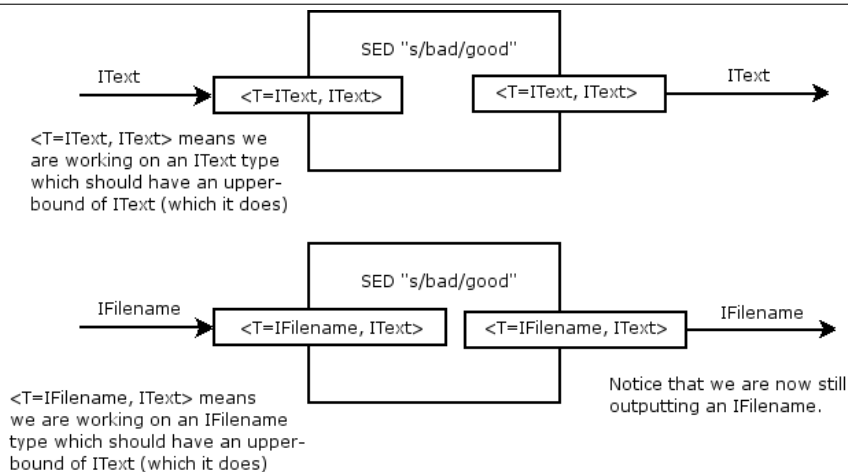 SED "s/bad/good"
IText
IText
<T=IText, IText>
<T=IText, IText>
<T=IText, IText> means we
are working on an IText type
which should have an upper-
bound of IText (which it does)
SED "s/bad/good"
IFilename
IFilename
<T=IFilename, IText>
<T=IFilename, IText>
<T=IFilename, IText> means
we are working on an IFilename
type which should have an upper-
bound of IText (which it does)
Notice that we are now still
outputting an IFilename.